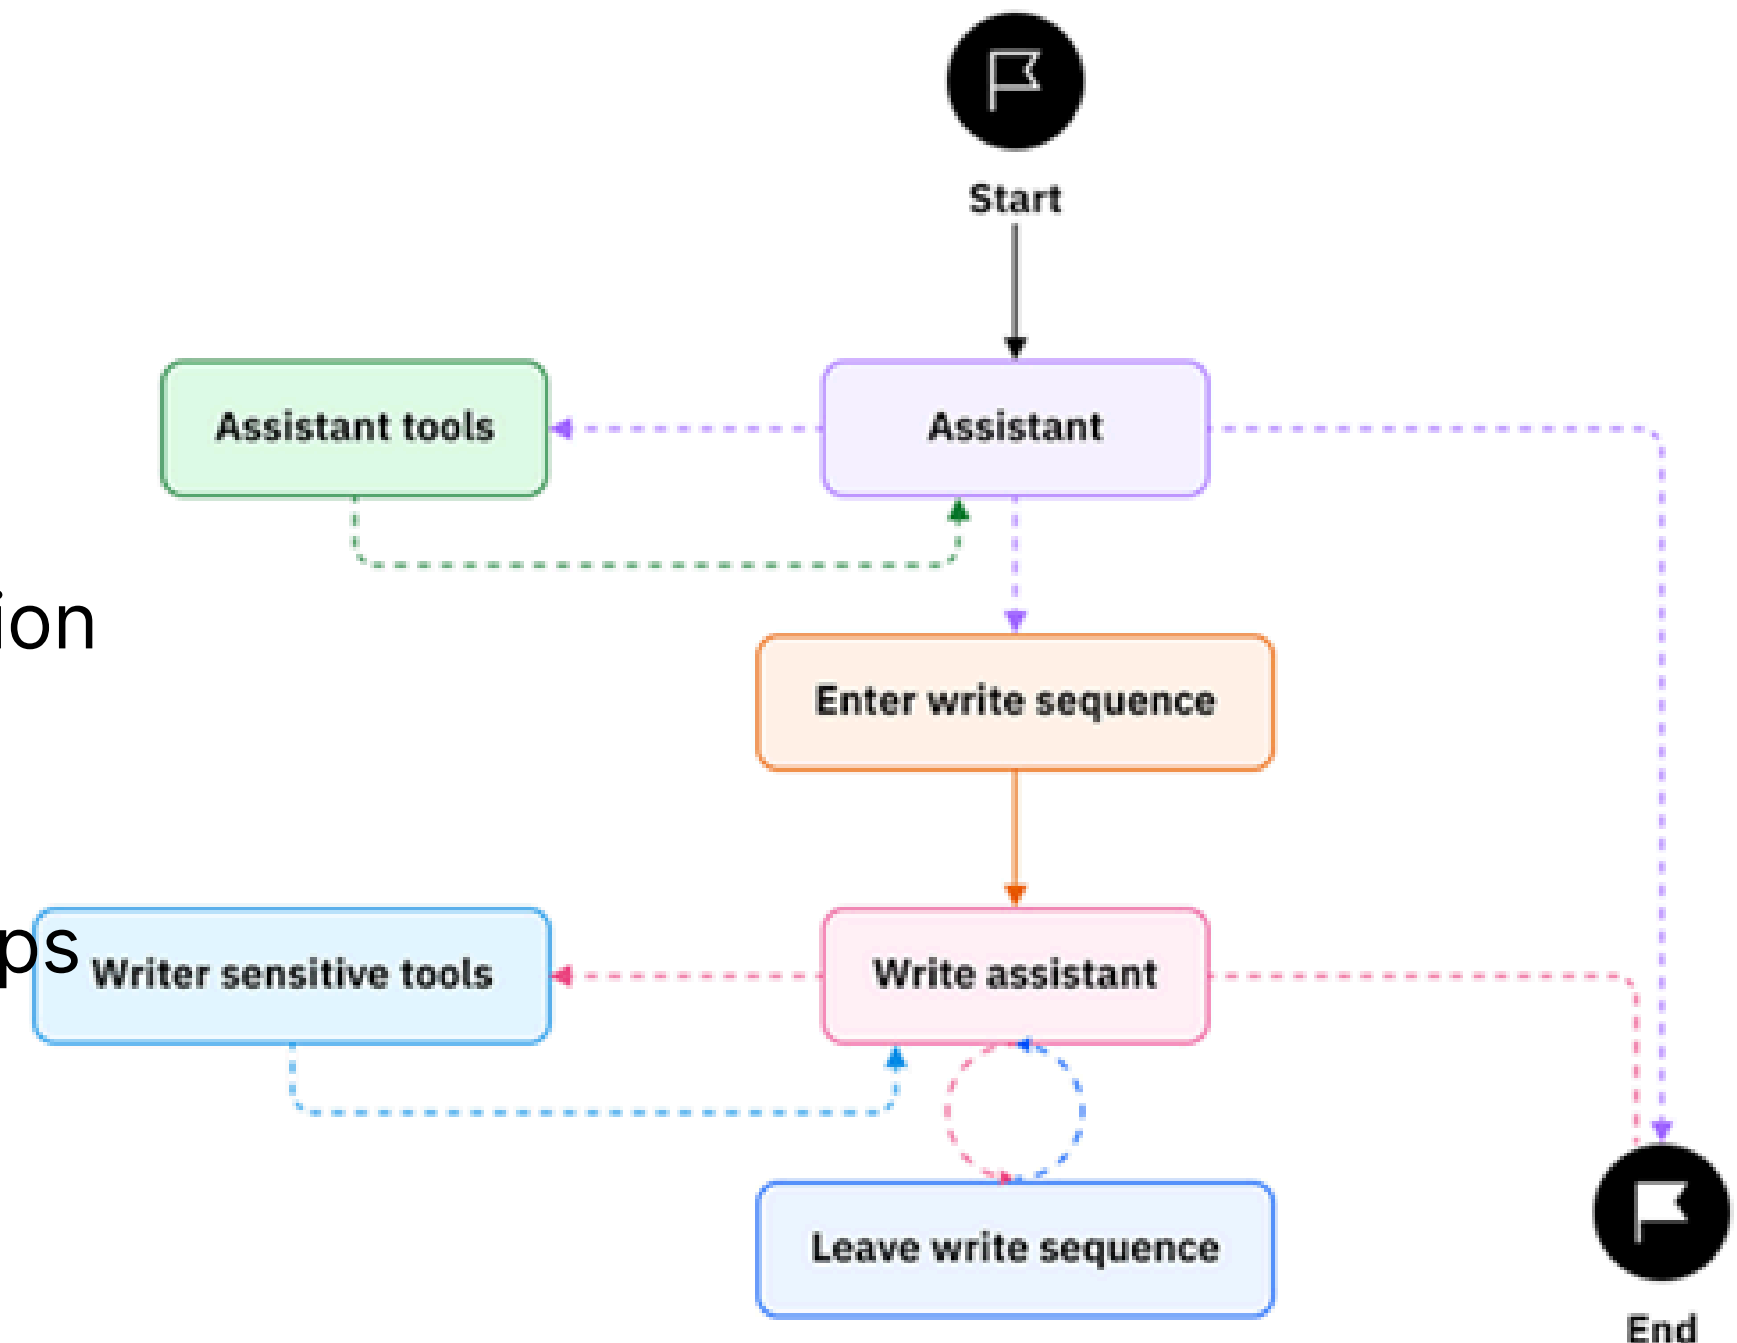 Start
Assistant tools
Assistant
ion
Enter write sequence
ps
Writer sensitive tools
Write assistant
Leave write sequence
End